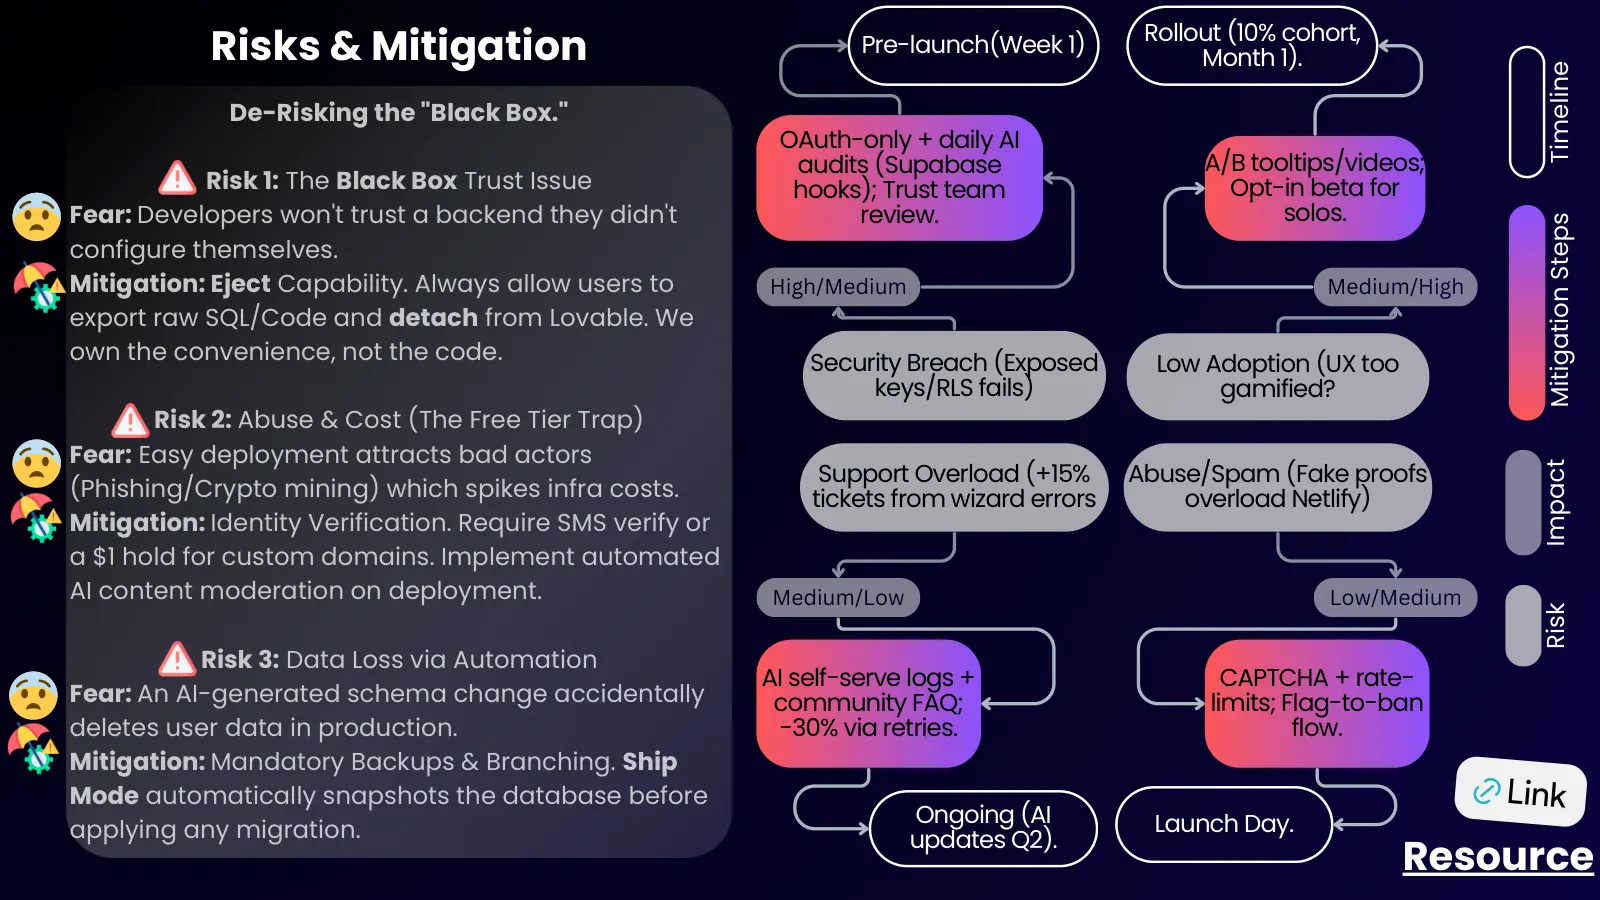 Risks & Mitigation
De-Risking the "Black Box."
Risk 1: The Black Box Trust Issue
Fear: Developers won't trust a backend they didn't
configure themselves.
Mitigation: Eject Capability. Always allow users to
export raw SQL/Code and detach from Lovable. We
own the convenience, not the code.
Risk 2: Abuse & Cost (The Free Tier Trap)
Fear: Easy deployment attracts bad actors
(Phishing/Crypto mining) which spikes infra costs.
Mitigation: Identity Verification. Require SMS verify or
a $1 hold for custom domains. Implement automated
AI content moderation on deployment.
Risk 3: Data Loss via Automation
Fear: An AI-generated schema change accidentally
deletes user data in production.
Mitigation: Mandatory Backups & Branching. Ship
Mode automatically snapshots the database before
applying any migration.
Pre-launch(Week 1)
OAuth-only + daily AI
audits (Supabase
hooks); Trust team
review.
High/Medium
Security Breach (Exposed
keys/RLS fails)
Rollout (10% cohort,
Month 1).
A/B tooltips/videos;
Opt-in beta for
solos.
Medium/High
Low Adoption (UX too
gamified?
Support Overload (+15%
tickets from wizard errors
Medium/Low
AI self-serve logs +
community FAQ;
-30% via retries.
Ongoing (AI
updates Q2).
Abuse/Spam (Fake proofs
overload Netlify)
Low/Medium
CAPTCHA + rate-
limits; Flag-to-ban
flow.
Launch Day.
Timeline
Mitigation Steps
Impact
Risk
Link
Resource